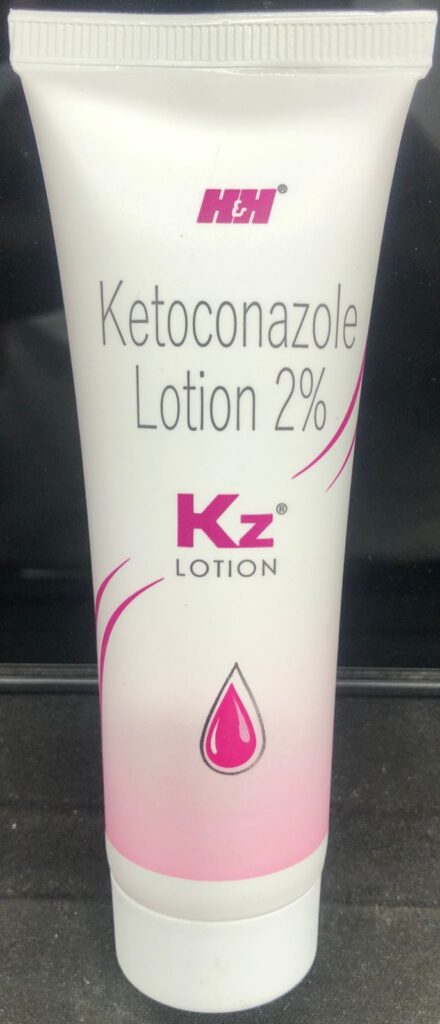 H&H®
Ketoconazole
Lotion 2%
Kz®
LOTION